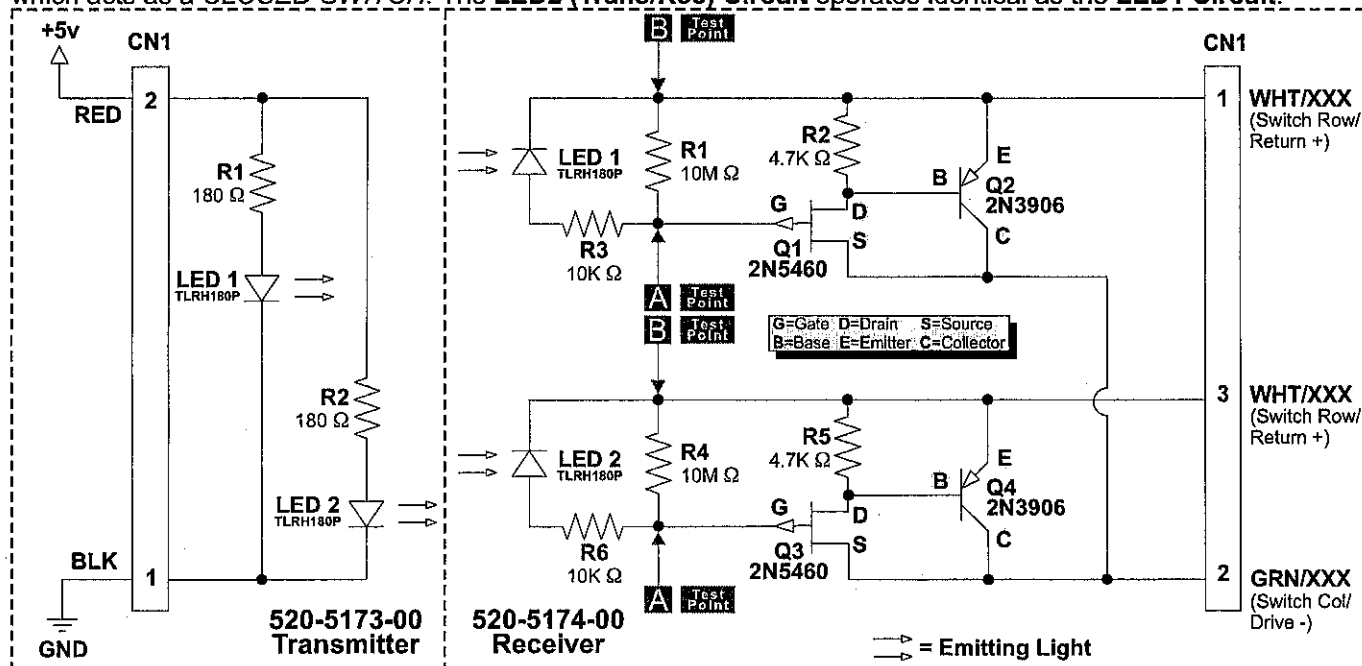 which acts as a CLOSED SWITCH. The LED2 (Trans/Rec) Circuit operates identical as the LED1 Circuit.
+5v
CN1
2
RED
R1
180 Ω
LED 1
TLRH180P
R2
180 Ω
LED 2
TLRH180P
BLK
1
GND
520-5173-00
Transmitter
B Test Point
LED 1
TLRH180P
R1
10M Ω
R2
4.7K Ω
E
B
Q2
2N3906
C
G
D
S
Q1
2N5460
R3
10K Ω
A Test Point
B Test Point
G=Gate D=Drain S=Source
B=Base E=Emitter C=Collector
LED 2
TLRH180P
R4
10M Ω
R5
4.7K Ω
E
B
Q4
2N3906
C
G
D
S
Q3
2N5460
R6
10K Ω
A Test Point
520-5174-00
Receiver
= Emitting Light
CN1
1
WHT/XXX
(Switch Row/
Return +)
3
WHT/XXX
(Switch Row/
Return +)
2
GRN/XXX
(Switch Col/
Drive -)